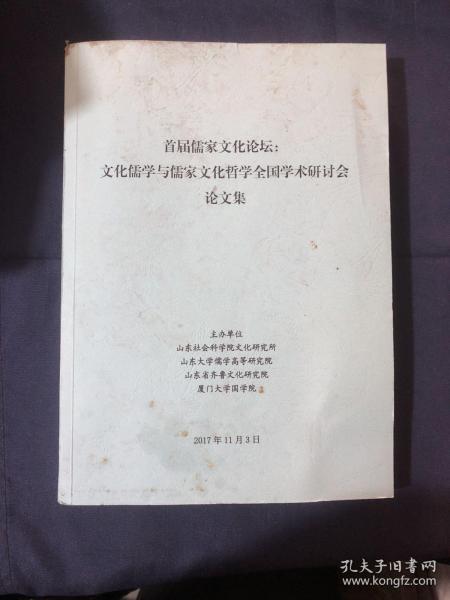 首届儒家文化论坛：
文化儒学与儒家文化哲学全国学术研讨会
论文集
主办单位
山东社会科学院文化研究所
山东大学儒学高等研究院
山东省齐鲁文化研究院
厦门大学国学院
2017年11月3日
孔夫子旧书网
www.kongfz.com